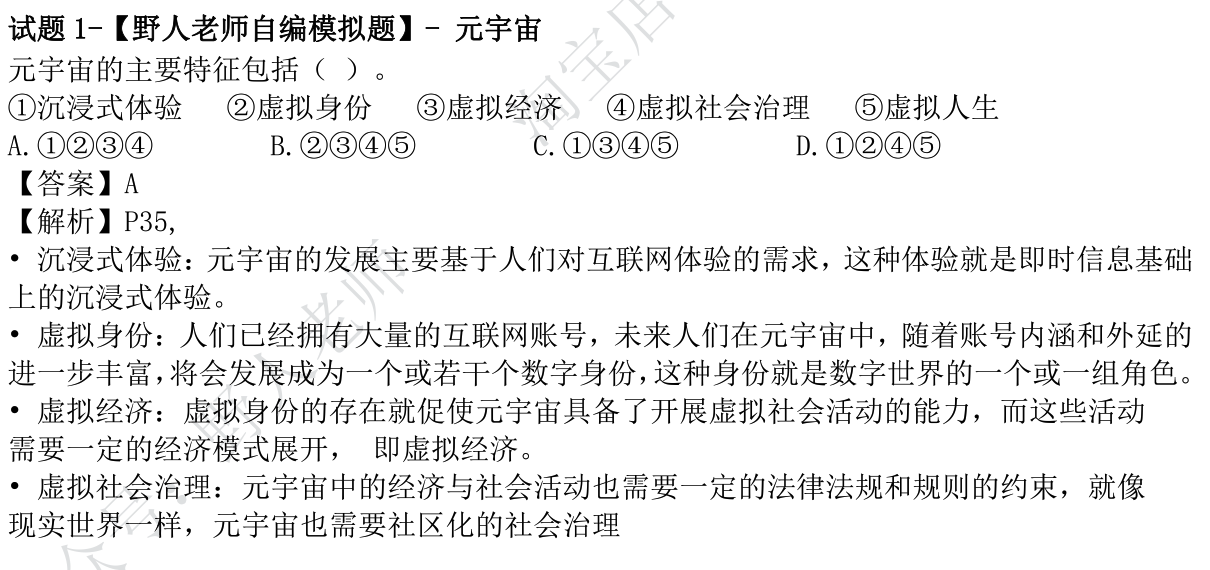 试题 1-【野人老师自编模拟题】- 元宇宙
元宇宙的主要特征包括（ ）。
①沉浸式体验 ②虚拟身份 ③虚拟经济 ④虚拟社会治理 ⑤虚拟人生
A.①②③④ B.②③④⑤ C.①③④⑤ D.①②④⑤
【答案】A
【解析】P35,
• 沉浸式体验：元宇宙的发展主要基于人们对互联网体验的需求，这种体验就是即时信息基础
上的沉浸式体验。
• 虚拟身份：人们已经拥有大量的互联网账号，未来人们在元宇宙中，随着账号内涵和外延的
进一步丰富，将会发展成为一个或若干个数字身份，这种身份就是数字世界的一个或一组角色。
• 虚拟经济：虚拟身份的存在就促使元宇宙具备了开展虚拟社会活动的能力，而这些活动
需要一定的经济模式展开， 即虚拟经济。
• 虚拟社会治理：元宇宙中的经济与社会活动也需要一定的法律法规和规则的约束，就像
现实世界一样，元宇宙也需要社区化的社会治理
淘宝店
众号：野人老师